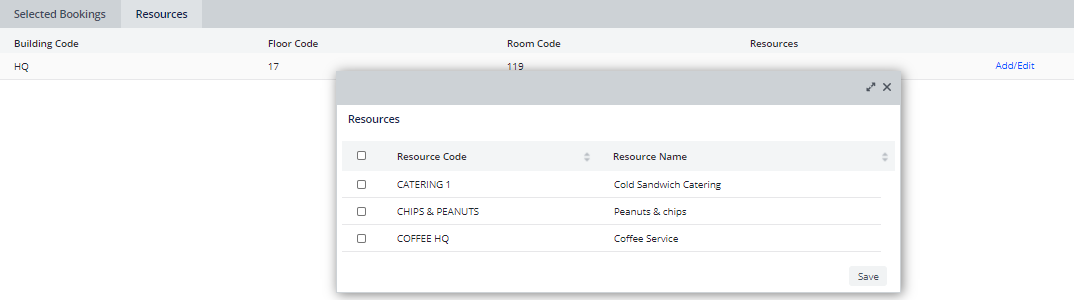 Selected Bookings Resources
Building Code Floor Code Room Code Resources
HQ 17 119 Add/Edit
Resources
Resource Code Resource Name
CATERING 1 Cold Sandwich Catering
CHIPS & PEANUTS Peanuts & chips
COFFEE HQ Coffee Service
Save